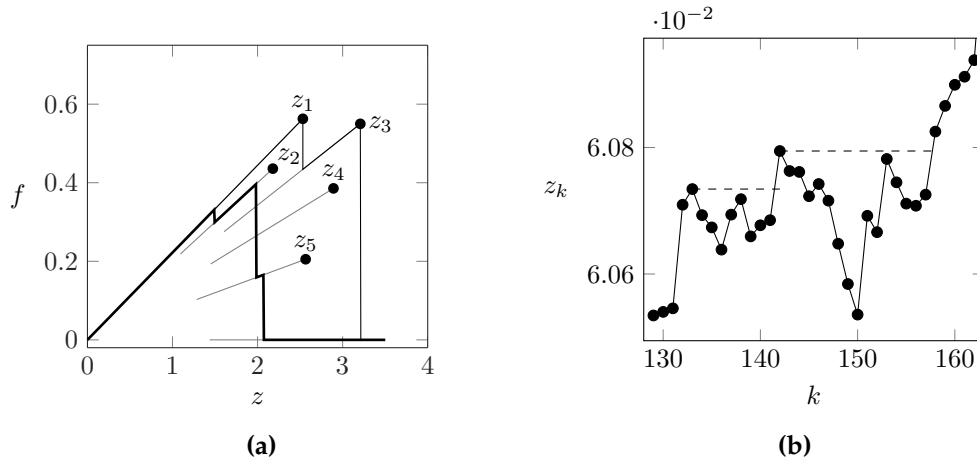 ·10⁻²
0.6
0.4
0.2
0
f
z₁
z₂
z₃
z₄
z₅
0 1 2 3 4
z
(a)
6.08
6.06
zₖ
130 140 150 160
k
(b)